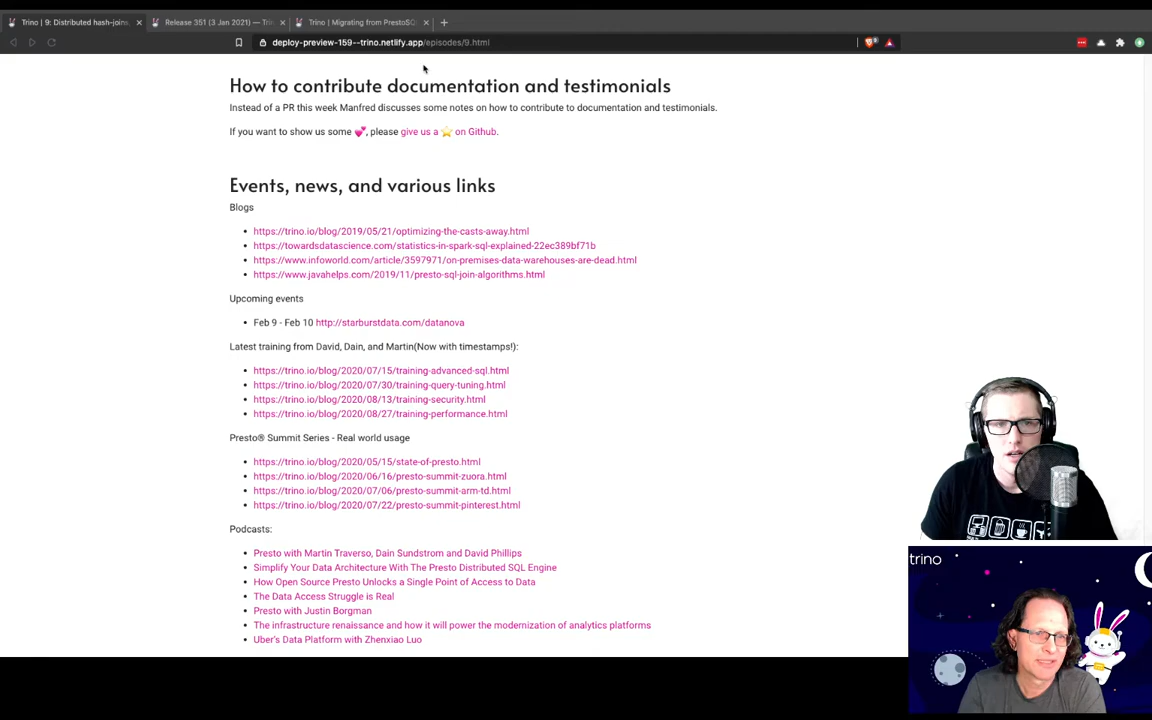 Trino | 9: Distributed hash-joins,
Release 351 (3 Jan 2021) — Trin
Trino | Migrating from PrestoSQ
deploy-preview-159--trino.netlify.app/episodes/9.html
How to contribute documentation and testimonials
Instead of a PR this week Manfred discusses some notes on how to contribute to documentation and testimonials.
If you want to show us some 💕, please give us a ⭐ on Github.
Events, news, and various links
Blogs
• https://trino.io/blog/2019/05/21/optimizing-the-casts-away.html
• https://towardsdatascience.com/statistics-in-spark-sql-explained-22ec389bf71b
• https://www.infoworld.com/article/3597971/on-premises-data-warehouses-are-dead.html
• https://www.javahelps.com/2019/11/presto-sql-join-algorithms.html
Upcoming events
• Feb 9 - Feb 10 http://starburstdata.com/datanova
Latest training from David, Dain, and Martin(Now with timestamps!):
• https://trino.io/blog/2020/07/15/training-advanced-sql.html
• https://trino.io/blog/2020/07/30/training-query-tuning.html
• https://trino.io/blog/2020/08/13/training-security.html
• https://trino.io/blog/2020/08/27/training-performance.html
Presto® Summit Series - Real world usage
• https://trino.io/blog/2020/05/15/state-of-presto.html
• https://trino.io/blog/2020/06/16/presto-summit-zuora.html
• https://trino.io/blog/2020/07/06/presto-summit-arm-td.html
• https://trino.io/blog/2020/07/22/presto-summit-pinterest.html
Podcasts:
• Presto with Martin Traverso, Dain Sundstrom and David Phillips
• Simplify Your Data Architecture With The Presto Distributed SQL Engine
• How Open Source Presto Unlocks a Single Point of Access to Data
• The Data Access Struggle is Real
• Presto with Justin Borgman
• The infrastructure renaissance and how it will power the modernization of analytics platforms
• Uber's Data Platform with Zhenxiao Luo
trino